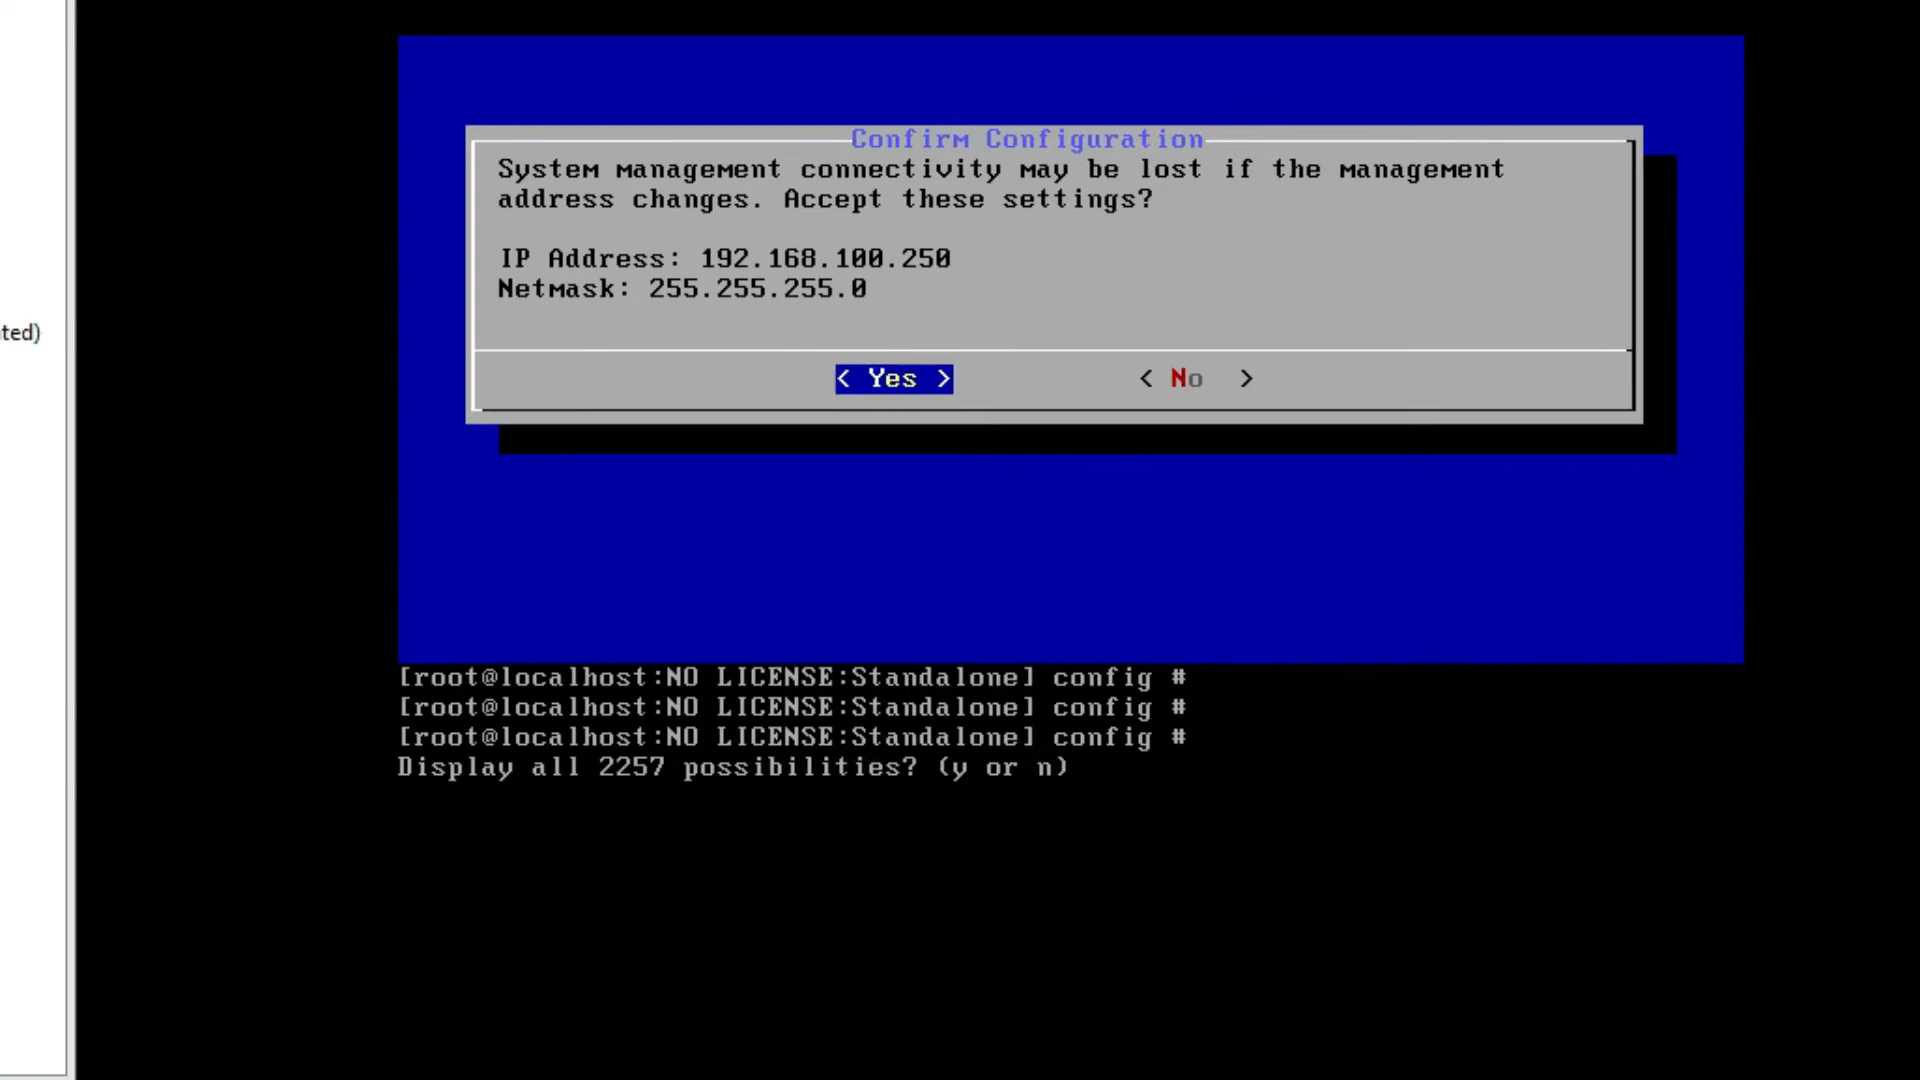 Confirm Configuration
System management connectivity may be lost if the management
address changes. Accept these settings?
IP Address: 192.168.100.250
Netmask: 255.255.255.0
ted)
< Yes > < No >
[root@localhost:NO LICENSE:Standalone] config #
[root@localhost:NO LICENSE:Standalone] config #
[root@localhost:NO LICENSE:Standalone] config #
Display all 2257 possibilities? (y or n)